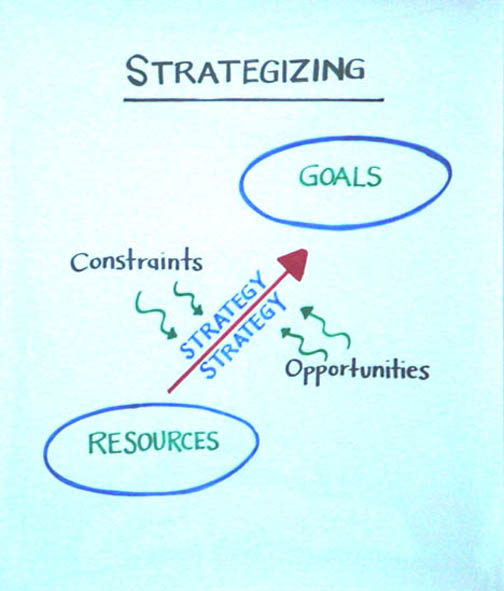 STRATEGIZING
GOALS
Constraints
STRATEGY
STRATEGY
Opportunities
RESOURCES